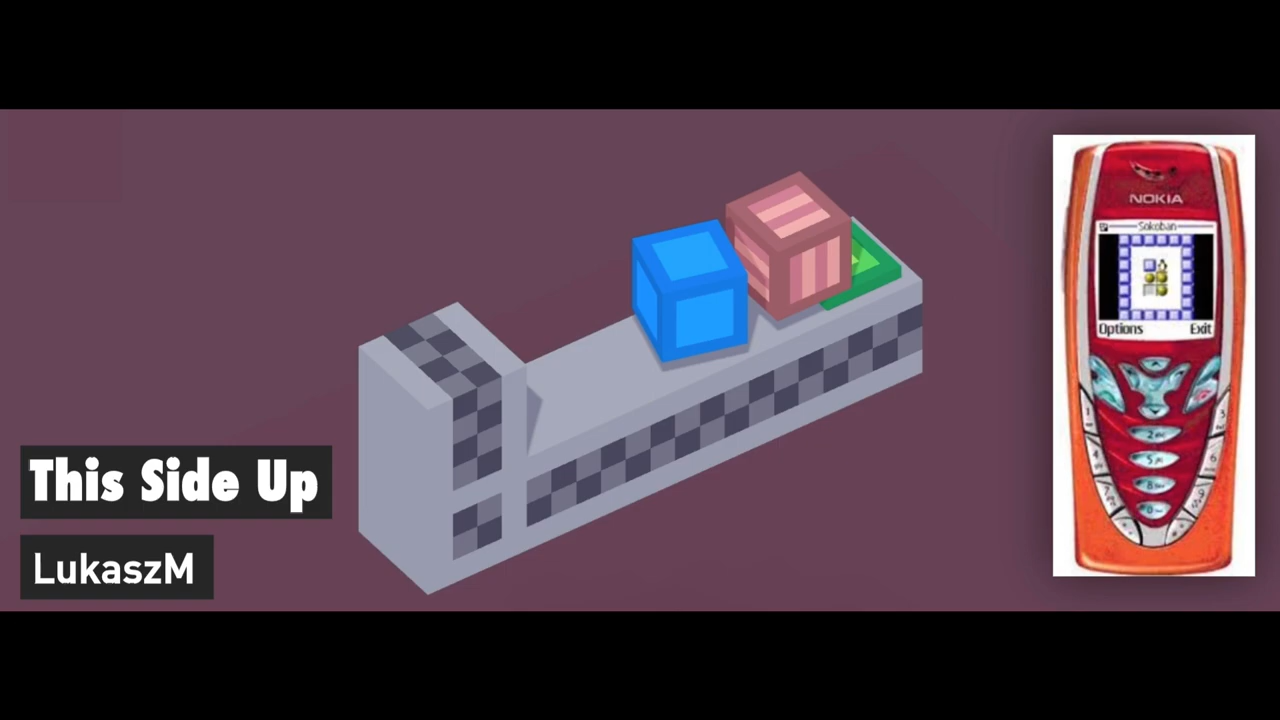 NOKIA
Sokoban
Options Exit
This Side Up
LukaszM